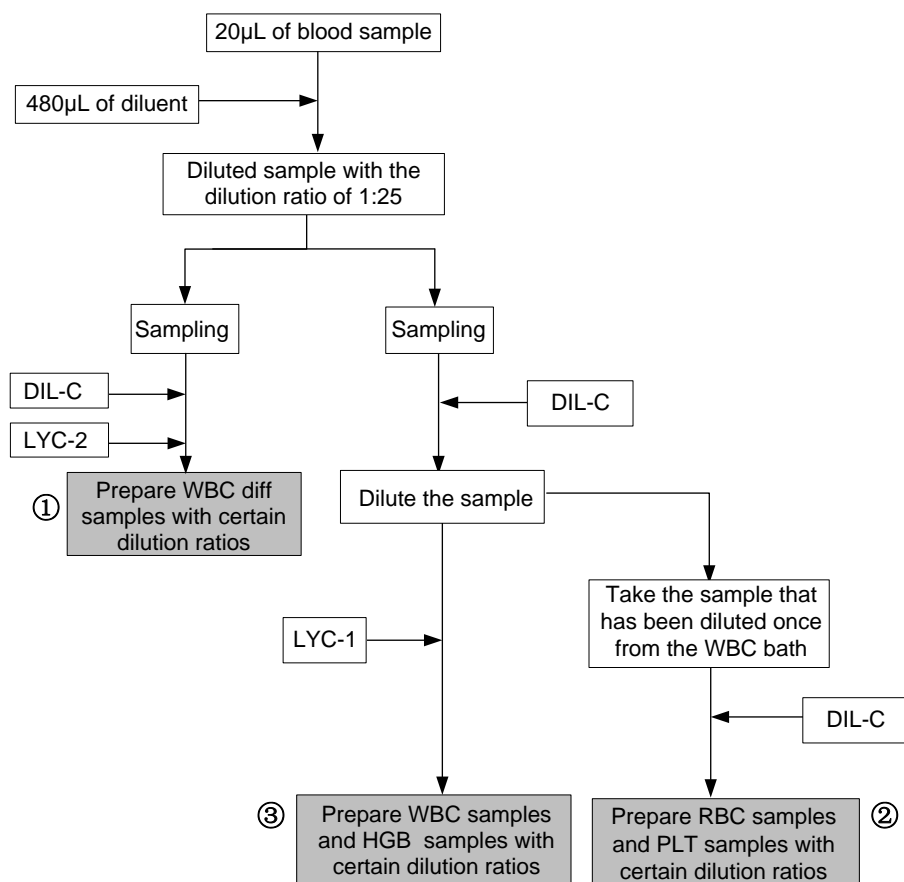 20µL of blood sample
480µL of diluent
Diluted sample with the
dilution ratio of 1:25
Sampling
Sampling
DIL-C
DIL-C
LYC-2
①
Prepare WBC diff
samples with certain
dilution ratios
Dilute the sample
Take the sample that
has been diluted once
from the WBC bath
LYC-1
DIL-C
③
Prepare WBC samples
and HGB samples with
certain dilution ratios
Prepare RBC samples
and PLT samples with
certain dilution ratios
②